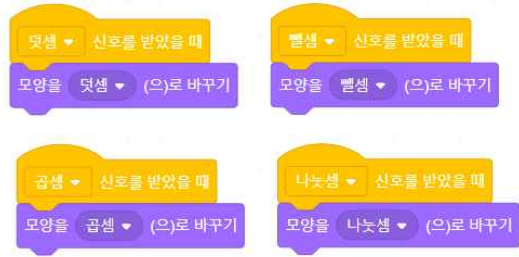 덧셈 신호를 받았을 때
모양을 덧셈 (으)로 바꾸기
뺄셈 신호를 받았을 때
모양을 뺄셈 (으)로 바꾸기
곱셈 신호를 받았을 때
모양을 곱셈 (으)로 바꾸기
나눗셈 신호를 받았을 때
모양을 나눗셈 (으)로 바꾸기